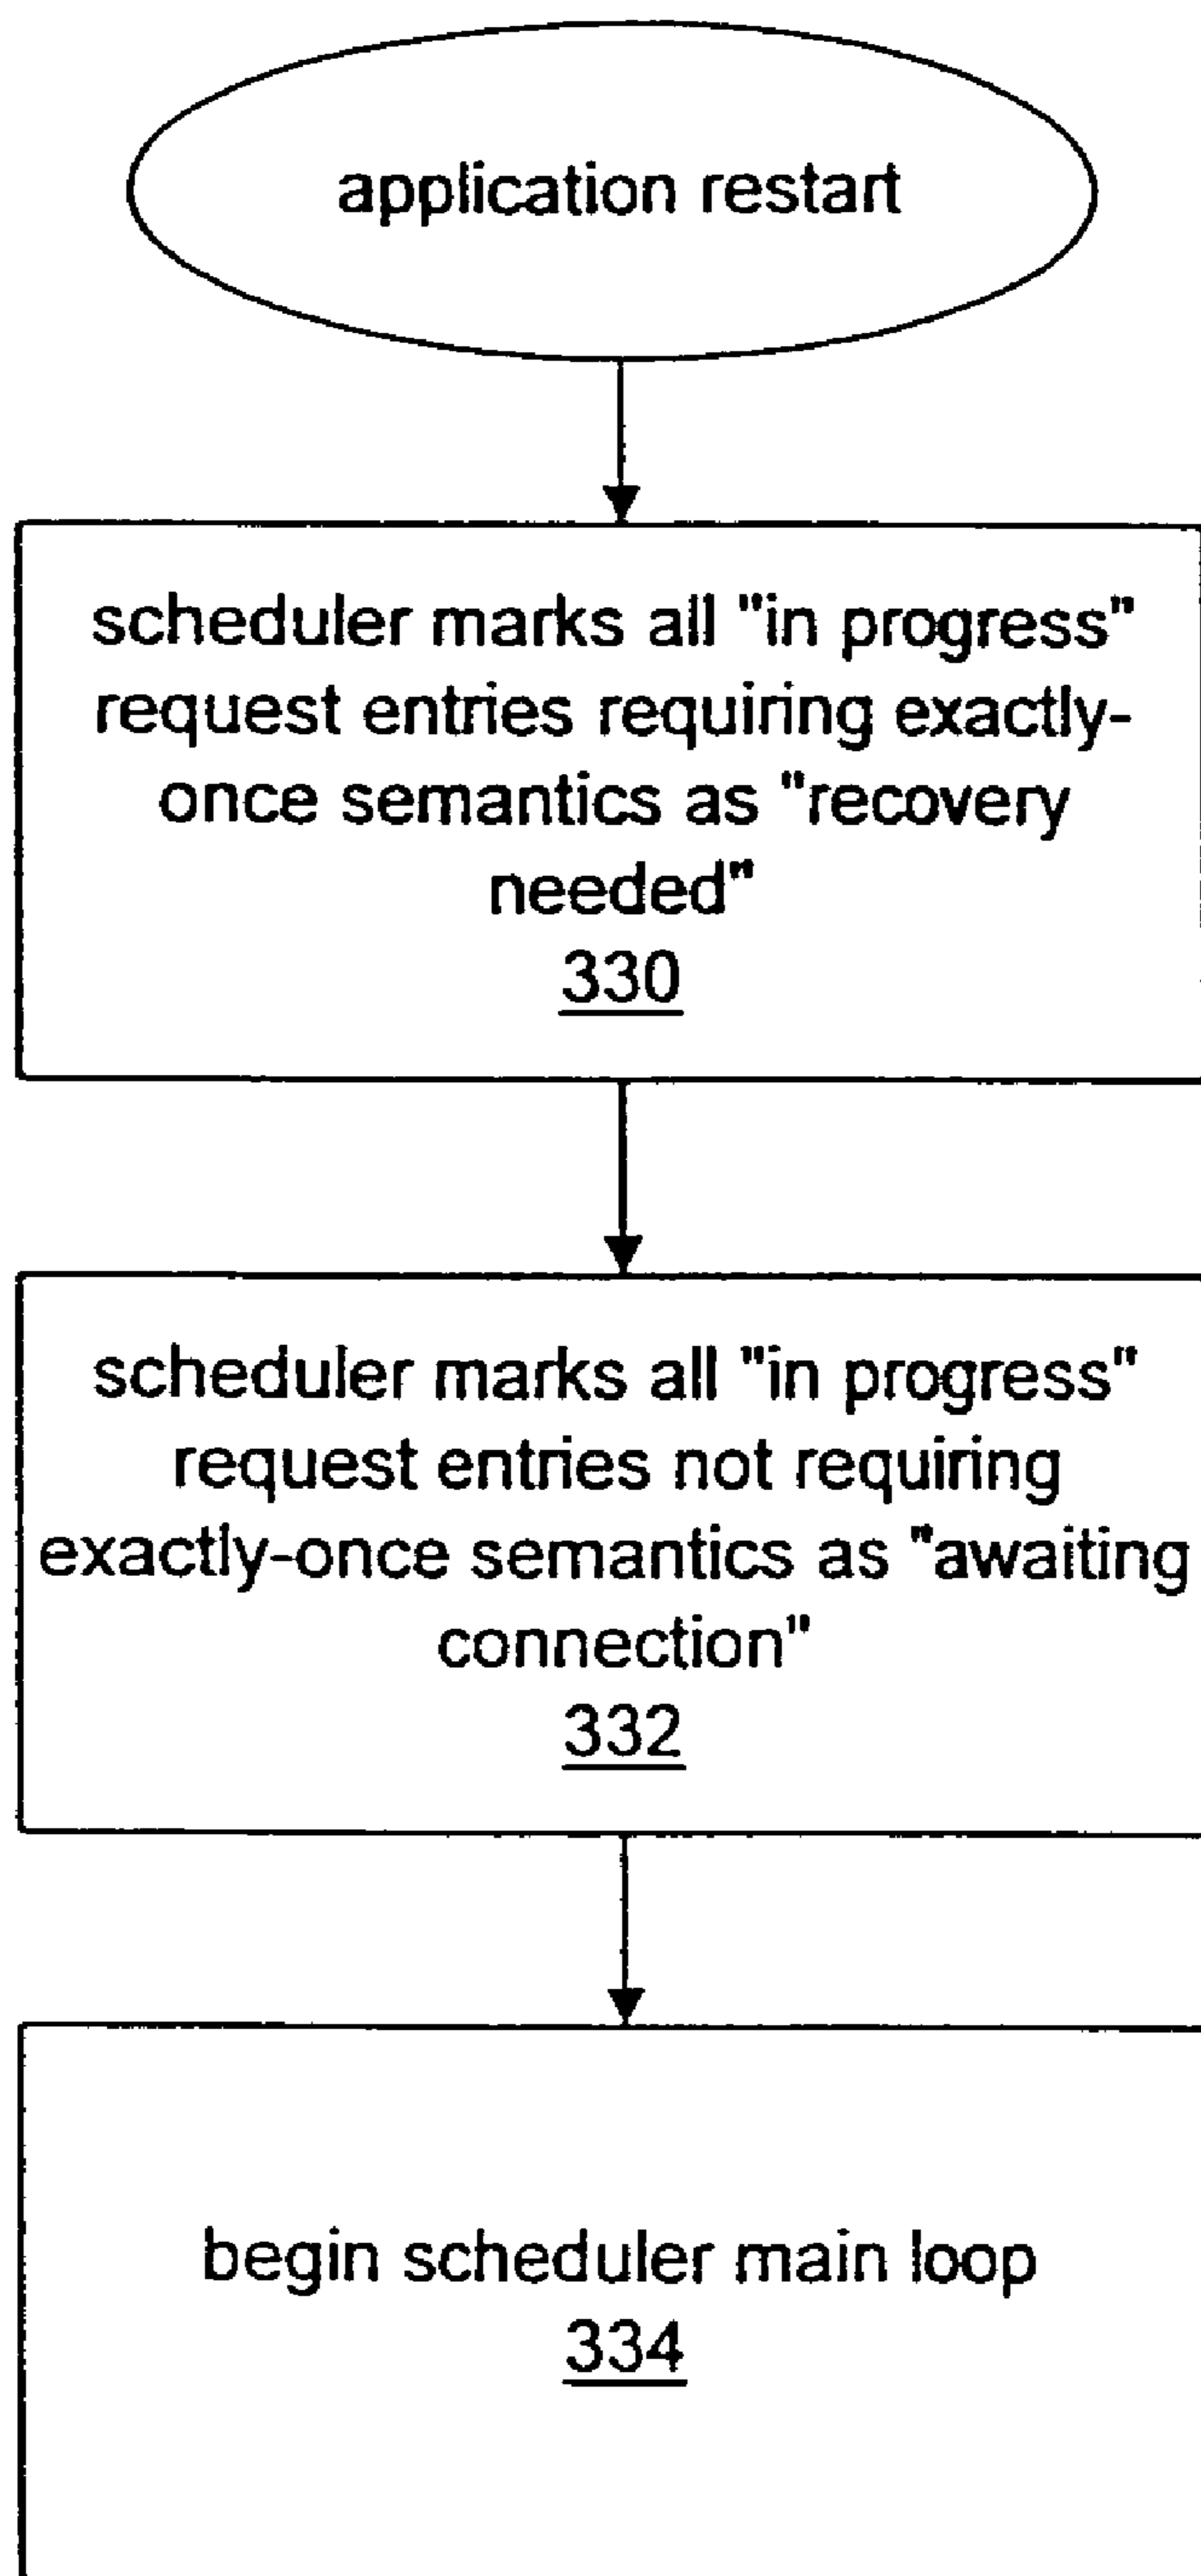 application restart
scheduler marks all "in progress"
request entries requiring exactly-
once semantics as "recovery
needed"
330
scheduler marks all "in progress"
request entries not requiring
exactly-once semantics as "awaiting
connection"
332
begin scheduler main loop
334